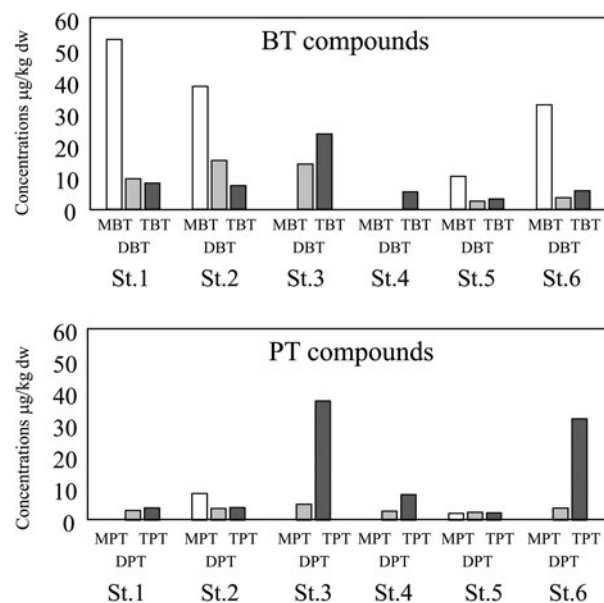 BT compounds
Concentrations µg/kg dw
60
50
40
30
20
10
0
MBT TBT MBT TBT MBT TBT MBT TBT MBT TBT MBT TBT
DBT DBT DBT DBT DBT DBT
St.1 St.2 St.3 St.4 St.5 St.6
PT compounds
Concentrations µg/kg dw
60
50
40
30
20
10
0
MPT TPT MPT TPT MPT TPT MPT TPT MPT TPT MPT TPT
DPT DPT DPT DPT DPT DPT
St.1 St.2 St.3 St.4 St.5 St.6